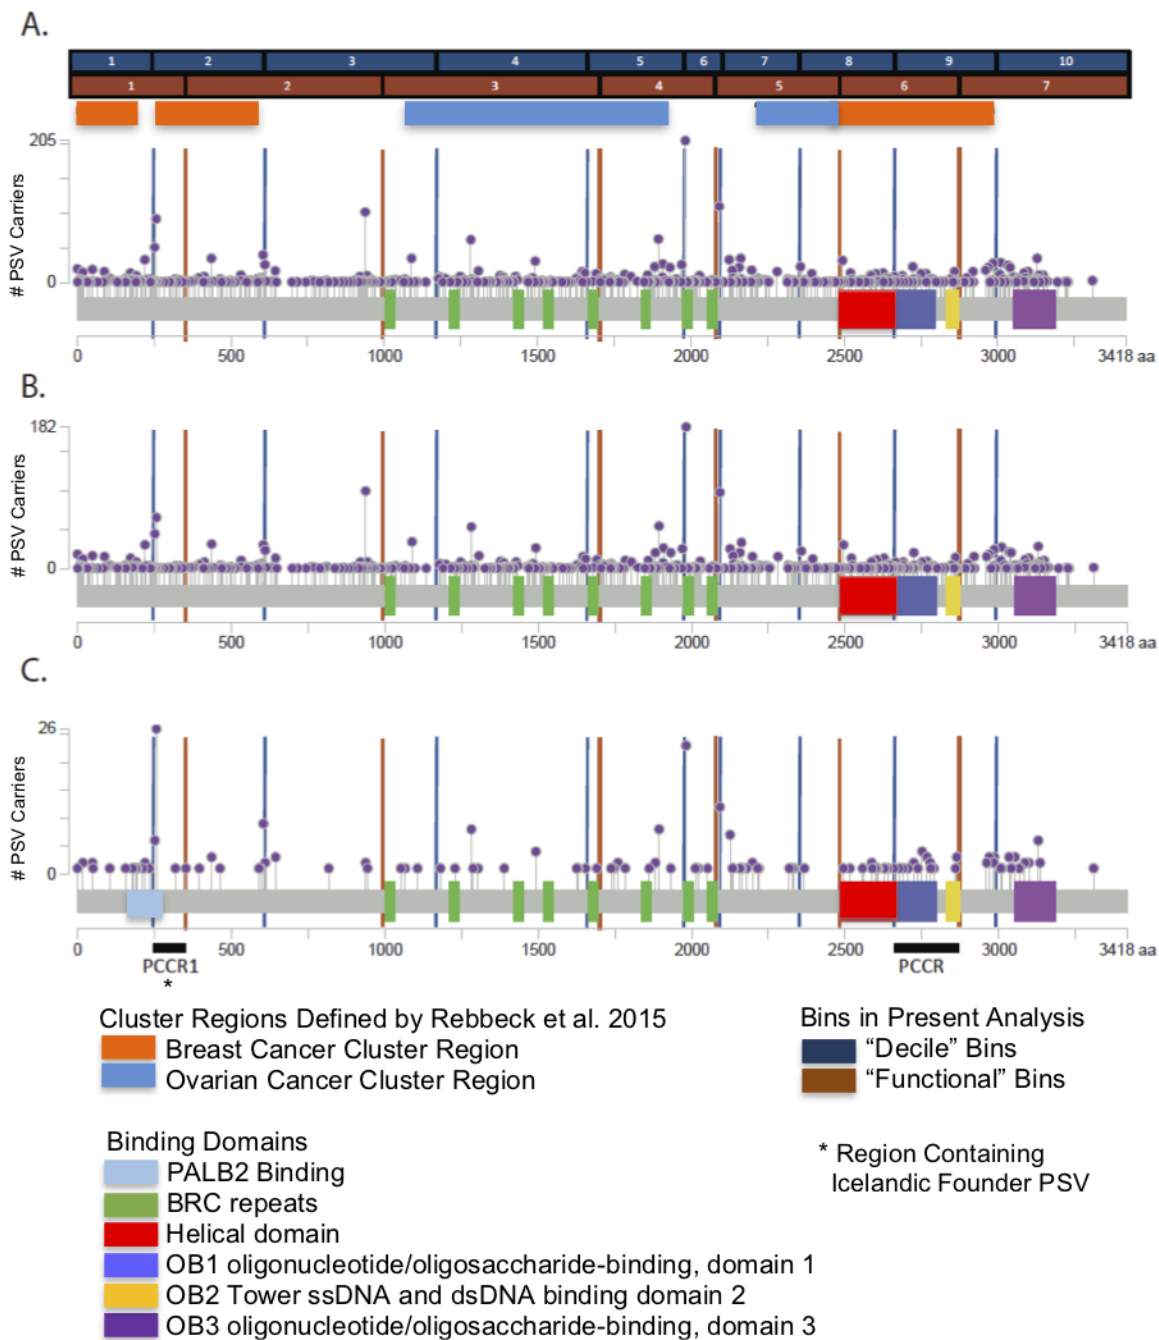 A.
1 2 3 4 5 6 7 8 9 10
1 2 3 4 5 6 7
205
# PSV Carriers
0
0 500 1000 1500 2000 2500 3000 3418 aa
B.
182
# PSV Carriers
0
0 500 1000 1500 2000 2500 3000 3418 aa
C.
26
# PSV Carriers
0
0 500 1000 1500 2000 2500 3000 3418 aa
PCCR1 PCCR
*
Cluster Regions Defined by Rebbeck et al. 2015
Breast Cancer Cluster Region
Ovarian Cancer Cluster Region
Bins in Present Analysis
"Decile" Bins
"Functional" Bins
Binding Domains
PALB2 Binding
BRC repeats
Helical domain
OB1 oligonucleotide/oligosaccharide-binding, domain 1
OB2 Tower ssDNA and dsDNA binding domain 2
OB3 oligonucleotide/oligosaccharide-binding, domain 3
* Region Containing
Icelandic Founder PSV